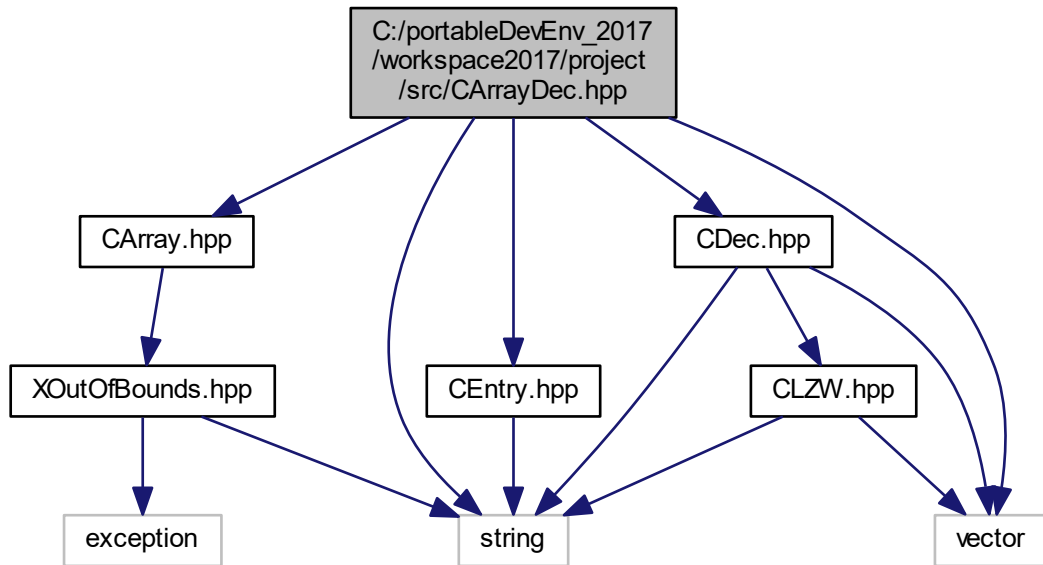 C:/portableDevEnv_2017
/workspace2017/project
/src/CArrayDec.hpp
CArray.hpp
CDec.hpp
XOutOfBounds.hpp
CEntry.hpp
CLZW.hpp
exception
string
vector